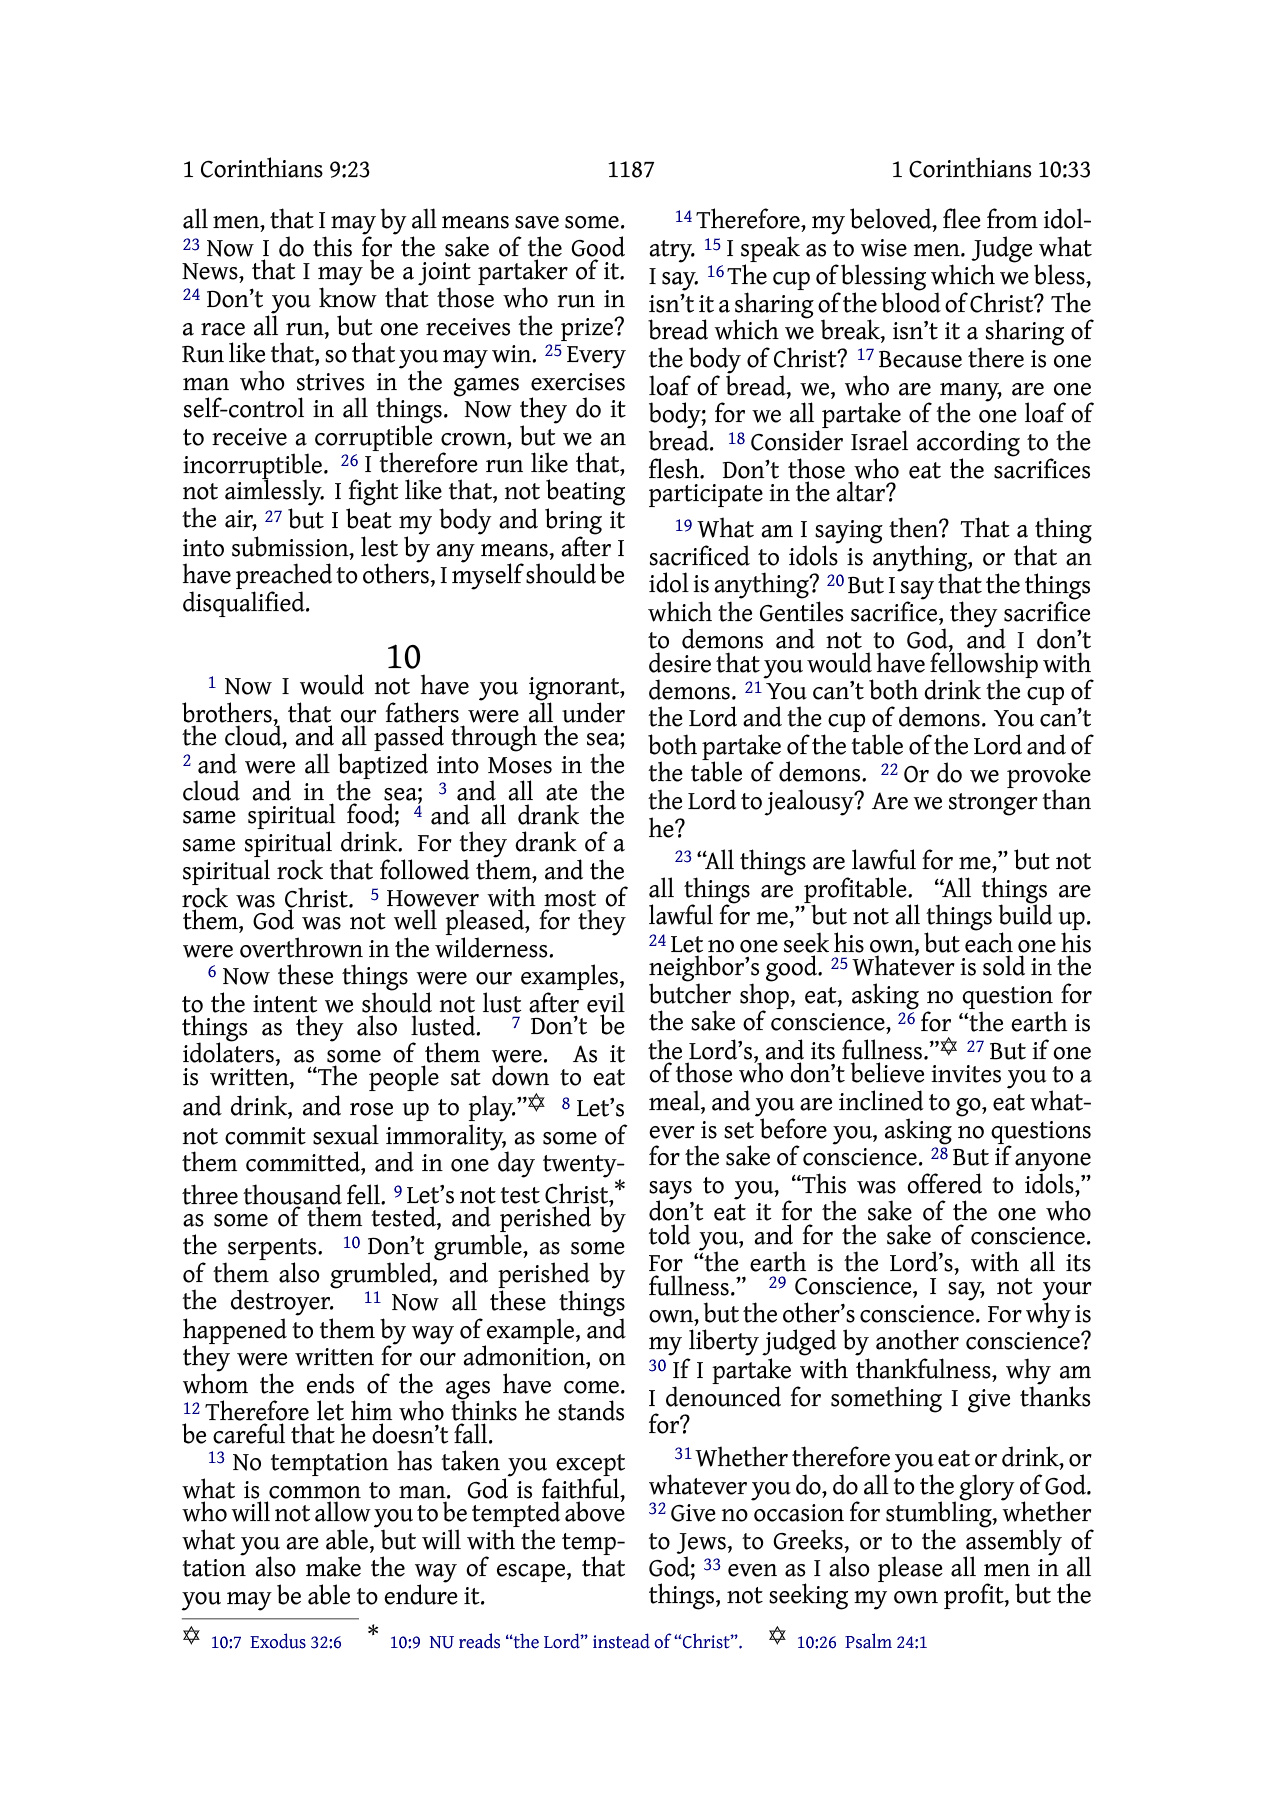 1 Corinthians 9:23 1187 1 Corinthians 10:33
all men, that I may by all means save some.
23 Now I do this for the sake of the Good
News, that I may be a joint partaker of it.
24 Don’t you know that those who run in
a race all run, but one receives the prize?
Run like that, so that you may win. 25 Every
man who strives in the games exercises
self-control in all things. Now they do it
to receive a corruptible crown, but we an
incorruptible. 26 I therefore run like that,
not aimlessly. I fight like that, not beating
the air, 27 but I beat my body and bring it
into submission, lest by any means, after I
have preached to others, I myself should be
disqualified.
10
1 Now I would not have you ignorant,
brothers, that our fathers were all under
the cloud, and all passed through the sea;
2 and were all baptized into Moses in the
cloud and in the sea; 3 and all ate the
same spiritual food; 4 and all drank the
same spiritual drink. For they drank of a
spiritual rock that followed them, and the
rock was Christ. 5 However with most of
them, God was not well pleased, for they
were overthrown in the wilderness.
6 Now these things were our examples,
to the intent we should not lust after evil
things as they also lusted. 7 Don’t be
idolaters, as some of them were. As it
is written, “The people sat down to eat
and drink, and rose up to play.”✡ 8 Let’s
not commit sexual immorality, as some of
them committed, and in one day twenty-
three thousand fell. 9 Let’s not test Christ,*
as some of them tested, and perished by
the serpents. 10 Don’t grumble, as some
of them also grumbled, and perished by
the destroyer. 11 Now all these things
happened to them by way of example, and
they were written for our admonition, on
whom the ends of the ages have come.
12 Therefore let him who thinks he stands
be careful that he doesn’t fall.
13 No temptation has taken you except
what is common to man. God is faithful,
who will not allow you to be tempted above
what you are able, but will with the temp-
tation also make the way of escape, that
you may be able to endure it.
14 Therefore, my beloved, flee from idol-
atry. 15 I speak as to wise men. Judge what
I say. 16 The cup of blessing which we bless,
isn’t it a sharing of the blood of Christ? The
bread which we break, isn’t it a sharing of
the body of Christ? 17 Because there is one
loaf of bread, we, who are many, are one
body; for we all partake of the one loaf of
bread. 18 Consider Israel according to the
flesh. Don’t those who eat the sacrifices
participate in the altar?
19 What am I saying then? That a thing
sacrificed to idols is anything, or that an
idol is anything? 20 But I say that the things
which the Gentiles sacrifice, they sacrifice
to demons and not to God, and I don’t
desire that you would have fellowship with
demons. 21 You can’t both drink the cup of
the Lord and the cup of demons. You can’t
both partake of the table of the Lord and of
the table of demons. 22 Or do we provoke
the Lord to jealousy? Are we stronger than
he?
23 “All things are lawful for me,” but not
all things are profitable. “All things are
lawful for me,” but not all things build up.
24 Let no one seek his own, but each one his
neighbor’s good. 25 Whatever is sold in the
butcher shop, eat, asking no question for
the sake of conscience, 26 for “the earth is
the Lord’s, and its fullness.”✡ 27 But if one
of those who don’t believe invites you to a
meal, and you are inclined to go, eat what-
ever is set before you, asking no questions
for the sake of conscience. 28 But if anyone
says to you, “This was offered to idols,”
don’t eat it for the sake of the one who
told you, and for the sake of conscience.
For “the earth is the Lord’s, with all its
fullness.” 29 Conscience, I say, not your
own, but the other’s conscience. For why is
my liberty judged by another conscience?
30 If I partake with thankfulness, why am
I denounced for something I give thanks
for?
31 Whether therefore you eat or drink, or
whatever you do, do all to the glory of God.
32 Give no occasion for stumbling, whether
to Jews, to Greeks, or to the assembly of
God; 33 even as I also please all men in all
things, not seeking my own profit, but the
✡ 10:7 Exodus 32:6 * 10:9 NU reads “the Lord” instead of “Christ”. ✡ 10:26 Psalm 24:1